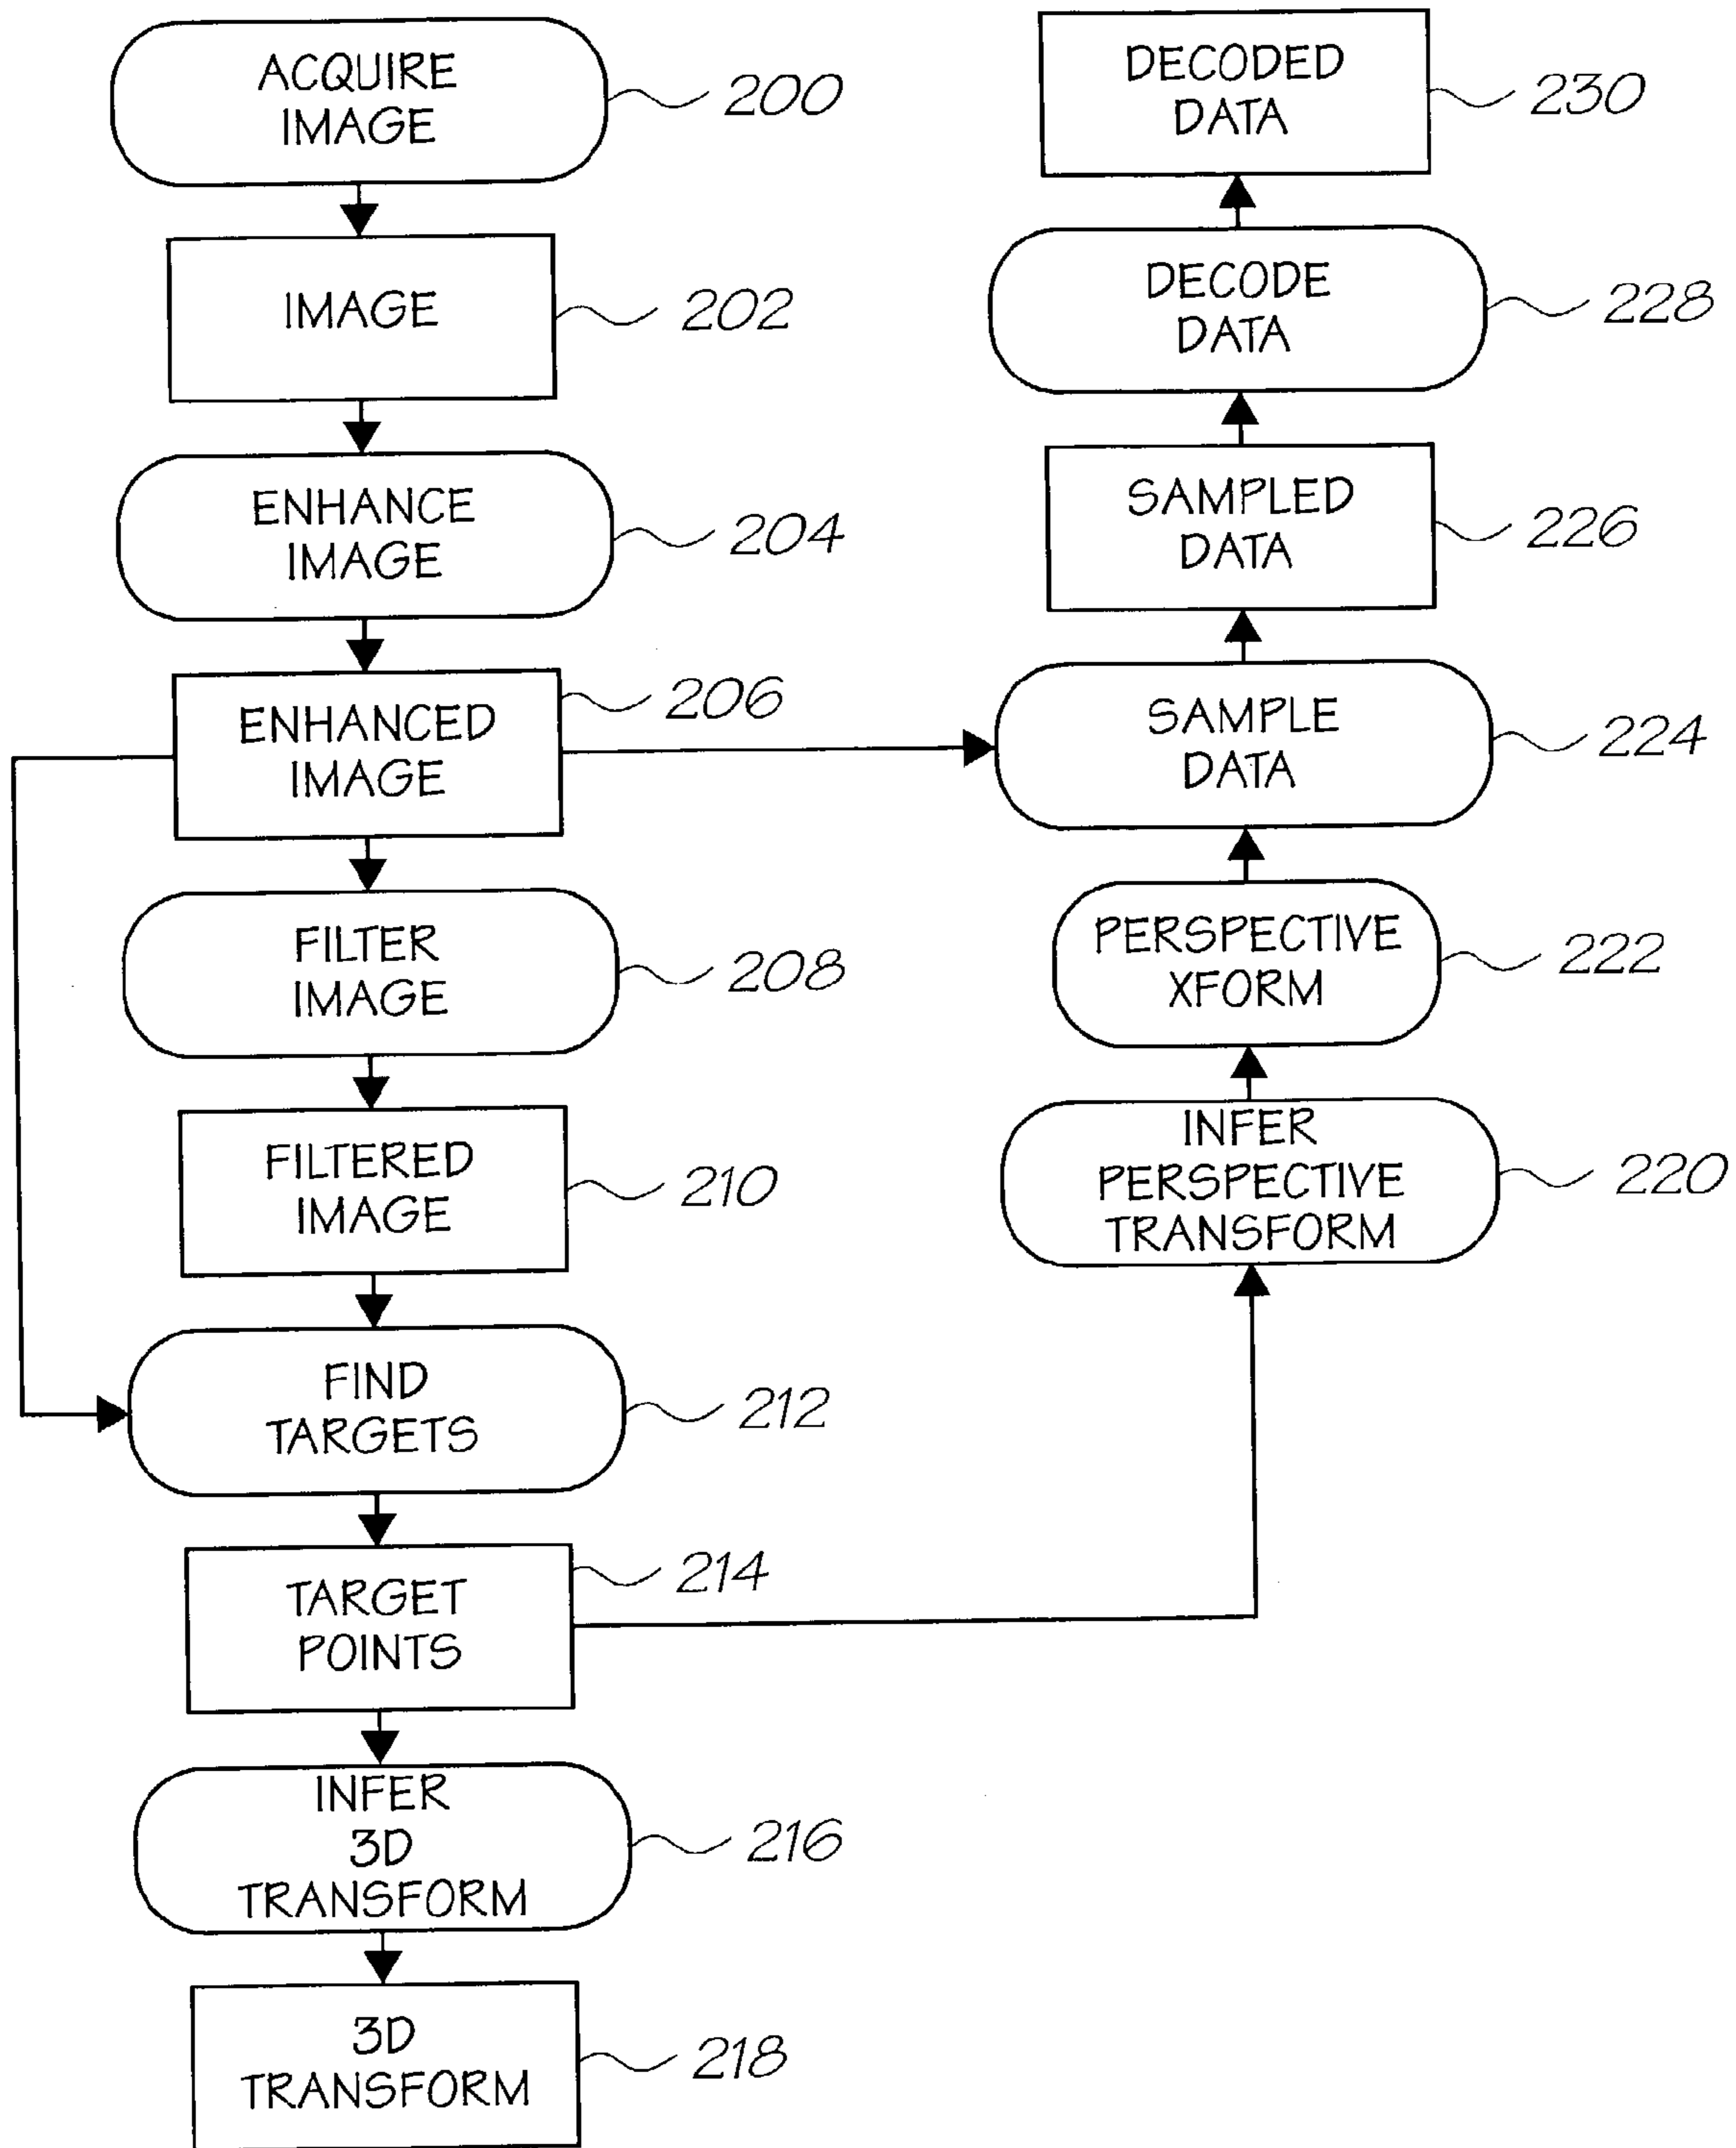 ACQUIRE
IMAGE
200
IMAGE
202
ENHANCE
IMAGE
204
ENHANCED
IMAGE
206
FILTER
IMAGE
208
FILTERED
IMAGE
210
FIND
TARGETS
212
TARGET
POINTS
214
INFER
3D
TRANSFORM
216
3D
TRANSFORM
218
DECODED
DATA
230
DECODE
DATA
228
SAMPLED
DATA
226
SAMPLE
DATA
224
PERSPECTIVE
XFORM
222
INFER
PERSPECTIVE
TRANSFORM
220